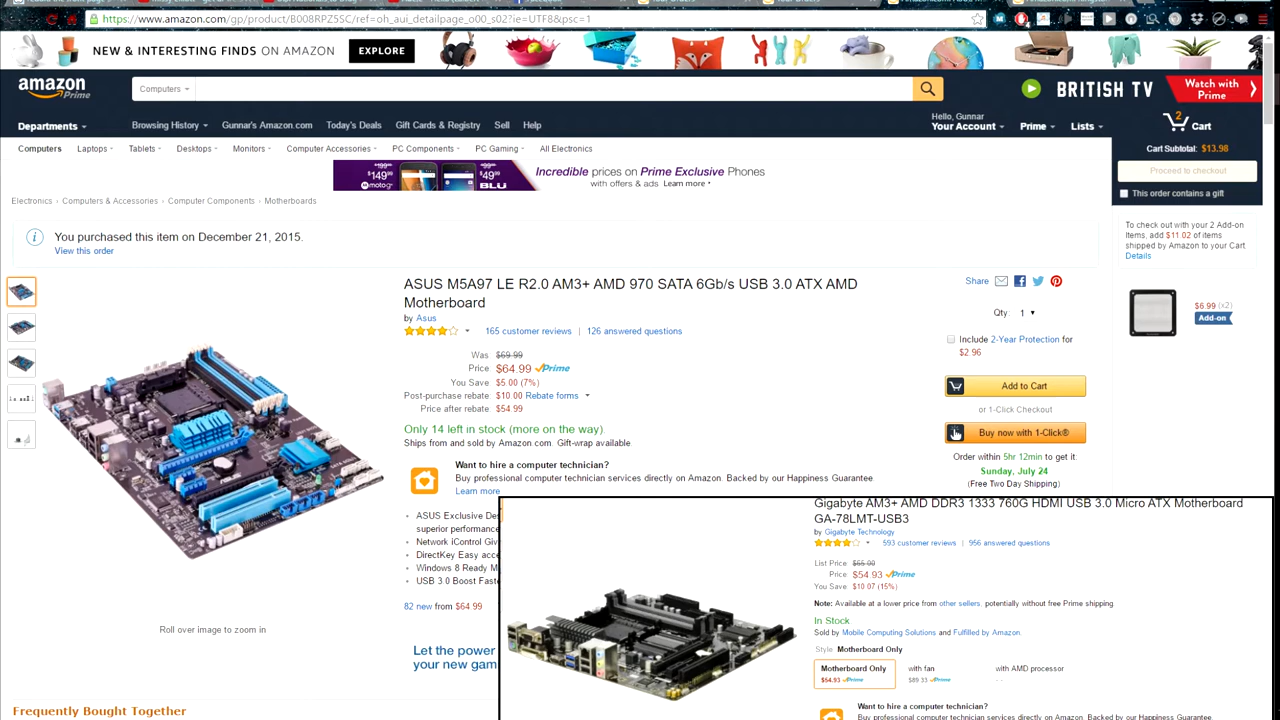 https://www.amazon.com/gp/product/B008RPZ5SC/ref=oh_aui_detailpage_o00_s02?ie=UTF8&psc=1
NEW & INTERESTING FINDS ON AMAZON EXPLORE
amazon Prime
Computers
BRITISH TV
Watch with Prime
Departments
Browsing History Gunnar's Amazon.com Today's Deals Gift Cards & Registry Sell Help
Hello, Gunnar
Your Account Prime Lists
2 Cart
Computers Laptops Tablets Desktops Monitors Computer Accessories PC Components PC Gaming All Electronics
Cart Subtotal: $13.98
Proceed to checkout
This order contains a gift
$199 $149.99 moto g
$99 $49.99 BLU
Incredible prices on Prime Exclusive Phones
with offers & ads Learn more
Electronics › Computers & Accessories › Computer Components › Motherboards
You purchased this item on December 21, 2015.
View this order
To check out with your 2 Add-on
Items, add $11.02 of items
shipped by Amazon to your Cart.
Details
$6.99 (x2)
Add-on
ASUS M5A97 LE R2.0 AM3+ AMD 970 SATA 6Gb/s USB 3.0 ATX AMD
Motherboard
by Asus
165 customer reviews | 126 answered questions
Was: $69.99
Price: $64.99 Prime
You Save: $5.00 (7%)
Post-purchase rebate: $10.00 Rebate forms
Price after rebate: $54.99
Only 14 left in stock (more on the way).
Ships from and sold by Amazon.com. Gift-wrap available.
Want to hire a computer technician?
Buy professional computer technician services directly on Amazon. Backed by our Happiness Guarantee.
Learn more
ASUS Exclusive Des
superior performance
Network iControl Giv
DirectKey Easy acce
Windows 8 Ready M
USB 3.0 Boost Faste
82 new from $64.99
Let the power
your new gam
Roll over image to zoom in
Frequently Bought Together
Share
Qty: 1
Include 2-Year Protection for
$2.96
Add to Cart
or 1-Click Checkout
Buy now with 1-Click®
Order within 5hr 12min to get it:
Sunday, July 24
(Free Two Day Shipping)
Gigabyte AM3+ AMD DDR3 1333 760G HDMI USB 3.0 Micro ATX Motherboard
GA-78LMT-USB3
by Gigabyte Technology
593 customer reviews | 956 answered questions
List Price: $65.00
Price: $54.93 Prime
You Save: $10.07 (15%)
Note: Available at a lower price from other sellers, potentially without free Prime shipping.
In Stock
Sold by Mobile Computing Solutions and Fulfilled by Amazon.
Style: Motherboard Only
Motherboard Only with fan with AMD processor
$54.93 Prime $89.33 Prime - -
Want to hire a computer technician?
Buy professional computer technician services directly on Amazon. Backed by our Happiness Guarantee.